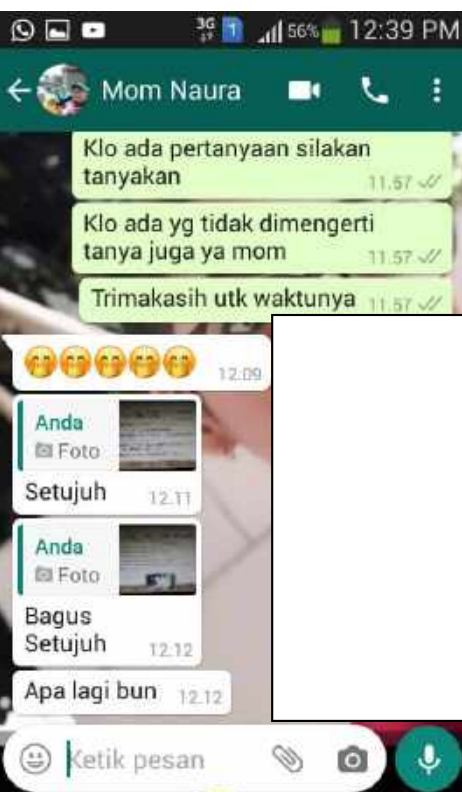 3G 1 56% 12:39 PM
Mom Naura
Klo ada pertanyaan silakan
tanyakan 11.57
Klo ada yg tidak dimengerti
tanya juga ya mom 11.57
Trimakasih utk waktunya 11.57
12.09
Anda
Foto
Setujuh 12.11
Anda
Foto
Bagus
Setujuh 12.12
Apa lagi bun 12.12
Ketik pesan